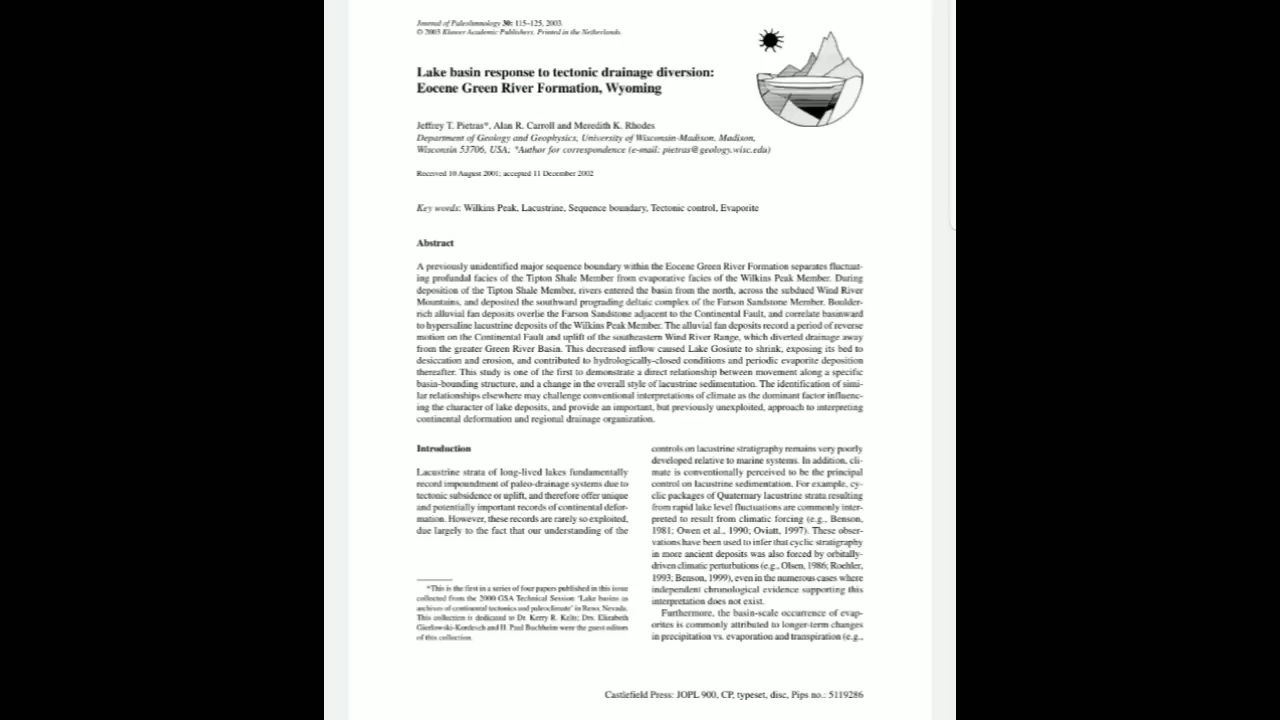 Journal of Paleolimnology 30: 115–125, 2003.
© 2003 Kluwer Academic Publishers. Printed in the Netherlands.
Lake basin response to tectonic drainage diversion:
Eocene Green River Formation, Wyoming
Jeffrey T. Pietras*, Alan R. Carroll and Meredith K. Rhodes
Department of Geology and Geophysics, University of Wisconsin-Madison, Madison,
Wisconsin 53706, USA; *Author for correspondence (e-mail: pietras@geology.wisc.edu)
Received 10 August 2001; accepted 11 December 2002
Key words: Wilkins Peak, Lacustrine, Sequence boundary, Tectonic control, Evaporite
Abstract
A previously unidentified major sequence boundary within the Eocene Green River Formation separates fluctuat-
ing profundal facies of the Tipton Shale Member from evaporative facies of the Wilkins Peak Member. During
deposition of the Tipton Shale Member, rivers entered the basin from the north, across the subdued Wind River
Mountains, and deposited the southward prograding deltaic complex of the Farson Sandstone Member. Boulder-
rich alluvial fan deposits overlie the Farson Sandstone adjacent to the Continental Fault, and correlate basinward
to hypersaline lacustrine deposits of the Wilkins Peak Member. The alluvial fan deposits record a period of reverse
motion on the Continental Fault and uplift of the southeastern Wind River Range, which diverted drainage away
from the greater Green River Basin. This decreased inflow caused Lake Gosiute to shrink, exposing its bed to
desiccation and erosion, and contributed to hydrologically-closed conditions and periodic evaporite deposition
thereafter. This study is one of the first to demonstrate a direct relationship between movement along a specific
basin-bounding structure, and a change in the overall style of lacustrine sedimentation. The identification of simi-
lar relationships elsewhere may challenge conventional interpretations of climate as the dominant factor influenc-
ing the character of lake deposits, and provide an important, but previously unexploited, approach to interpreting
continental deformation and regional drainage organization.
Introduction
Lacustrine strata of long-lived lakes fundamentally
record impoundment of paleo-drainage systems due to
tectonic subsidence or uplift, and therefore offer unique
and potentially important records of continental defor-
mation. However, these records are rarely so exploited,
due largely to the fact that our understanding of the
*This is the first in a series of four papers published in this issue
collected from the 2000 GSA Technical Session 'Lake basins as
archives of continental tectonics and paleoclimate' in Reno, Nevada.
This collection is dedicated to Dr. Kerry R. Kelts; Drs. Elizabeth
Gierlowski-Kordesch and H. Paul Buchheim were the guest editors
of this collection.
controls on lacustrine stratigraphy remains very poorly
developed relative to marine systems. In addition, cli-
mate is conventionally perceived to be the principal
control on lacustrine sedimentation. For example, cy-
clic packages of Quaternary lacustrine strata resulting
from rapid lake level fluctuations are commonly inter-
preted to result from climatic forcing (e.g., Benson,
1981; Owen et al., 1990; Oviatt, 1997). These obser-
vations have been used to infer that cyclic stratigraphy
in more ancient deposits was also forced by orbitally-
driven climatic perturbations (e.g., Olsen, 1986; Roehler,
1993; Benson, 1999), even in the numerous cases where
independent chronological evidence supporting this
interpretation does not exist.
Furthermore, the basin-scale occurrence of evap-
orites is commonly attributed to longer-term changes
in precipitation vs. evaporation and transpiration (e.g.,
Castlefield Press: JOPL 900, CP, typeset, disc, Pips no.: 5119286